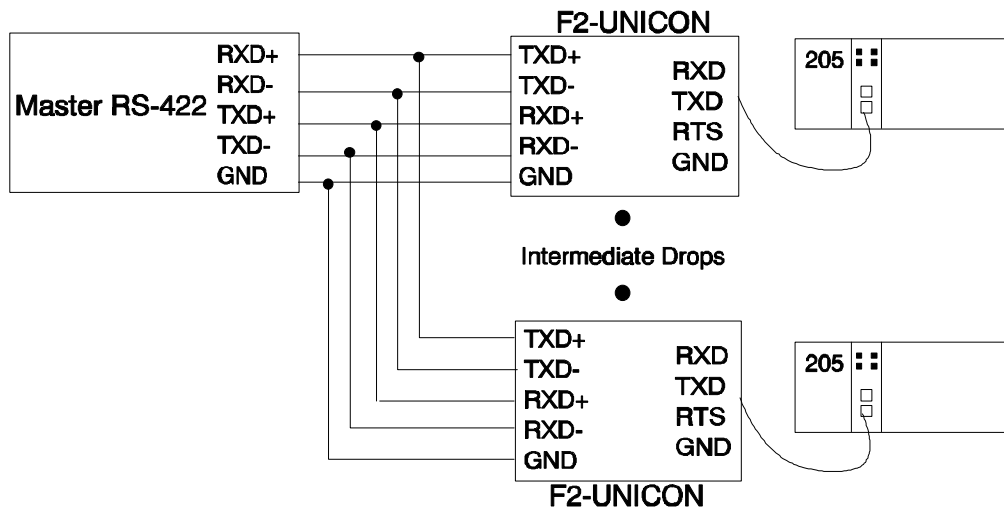 F2-UNICON
Master RS-422
RXD+
RXD-
TXD+
TXD-
GND
TXD+
TXD-
RXD+
RXD-
GND
RXD
TXD
RTS
GND
205
Intermediate Drops
TXD+
TXD-
RXD+
RXD-
GND
RXD
TXD
RTS
GND
205
F2-UNICON